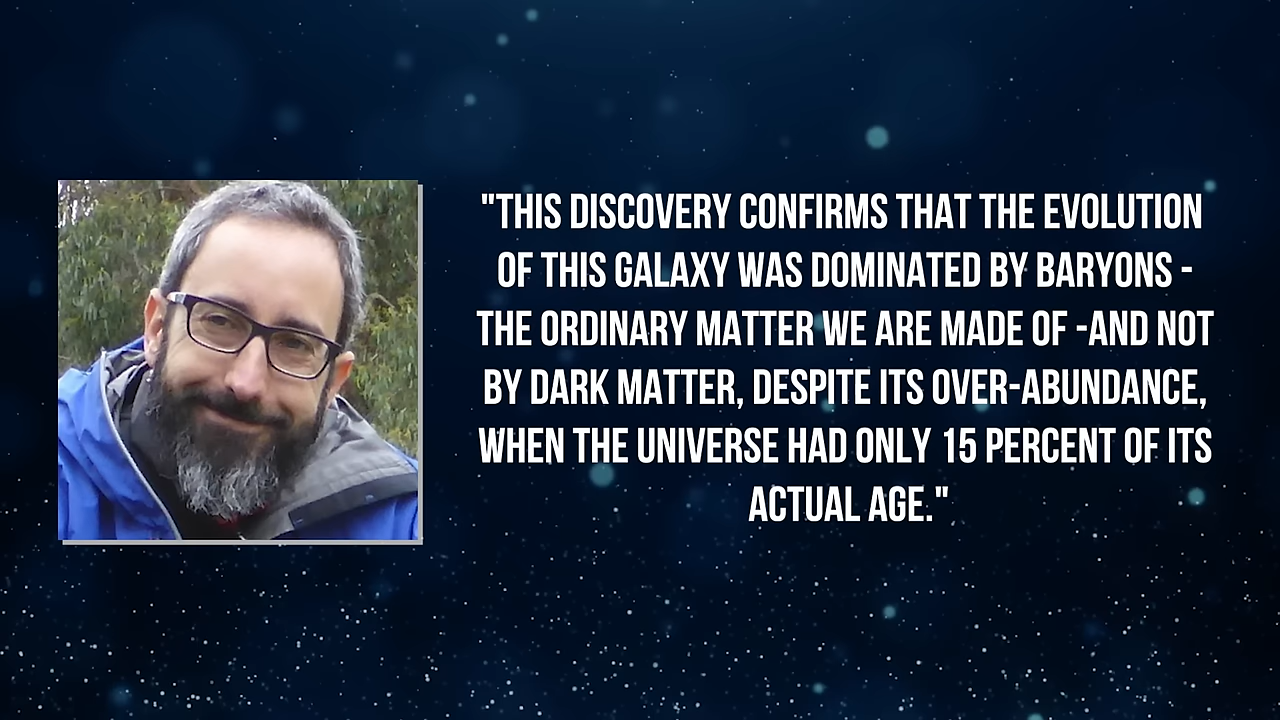 "THIS DISCOVERY CONFIRMS THAT THE EVOLUTION
OF THIS GALAXY WAS DOMINATED BY BARYONS -
THE ORDINARY MATTER WE ARE MADE OF -AND NOT
BY DARK MATTER, DESPITE ITS OVER-ABUNDANCE,
WHEN THE UNIVERSE HAD ONLY 15 PERCENT OF ITS
ACTUAL AGE."